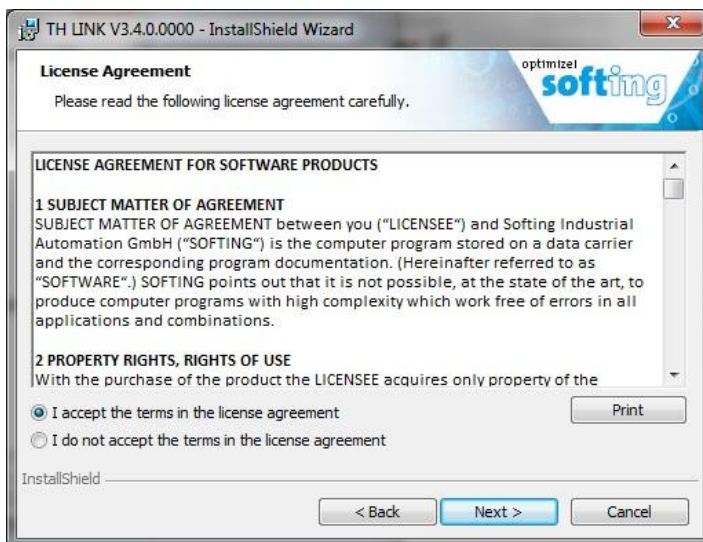 TH LINK V3.4.0.0000 - InstallShield Wizard
License Agreement
Please read the following license agreement carefully.
optimize!
softing
LICENSE AGREEMENT FOR SOFTWARE PRODUCTS
1 SUBJECT MATTER OF AGREEMENT
SUBJECT MATTER OF AGREEMENT between you (“LICENSEE“) and Softing Industrial
Automation GmbH (“SOFTING“) is the computer program stored on a data carrier
and the corresponding program documentation. (Hereinafter referred to as
“SOFTWARE“.) SOFTING points out that it is not possible, at the state of the art, to
produce computer programs with high complexity which work free of errors in all
applications and combinations.
2 PROPERTY RIGHTS, RIGHTS OF USE
With the purchase of the product the LICENSEE acquires only property of the
I accept the terms in the license agreement
Print
I do not accept the terms in the license agreement
InstallShield
< Back
Next >
Cancel